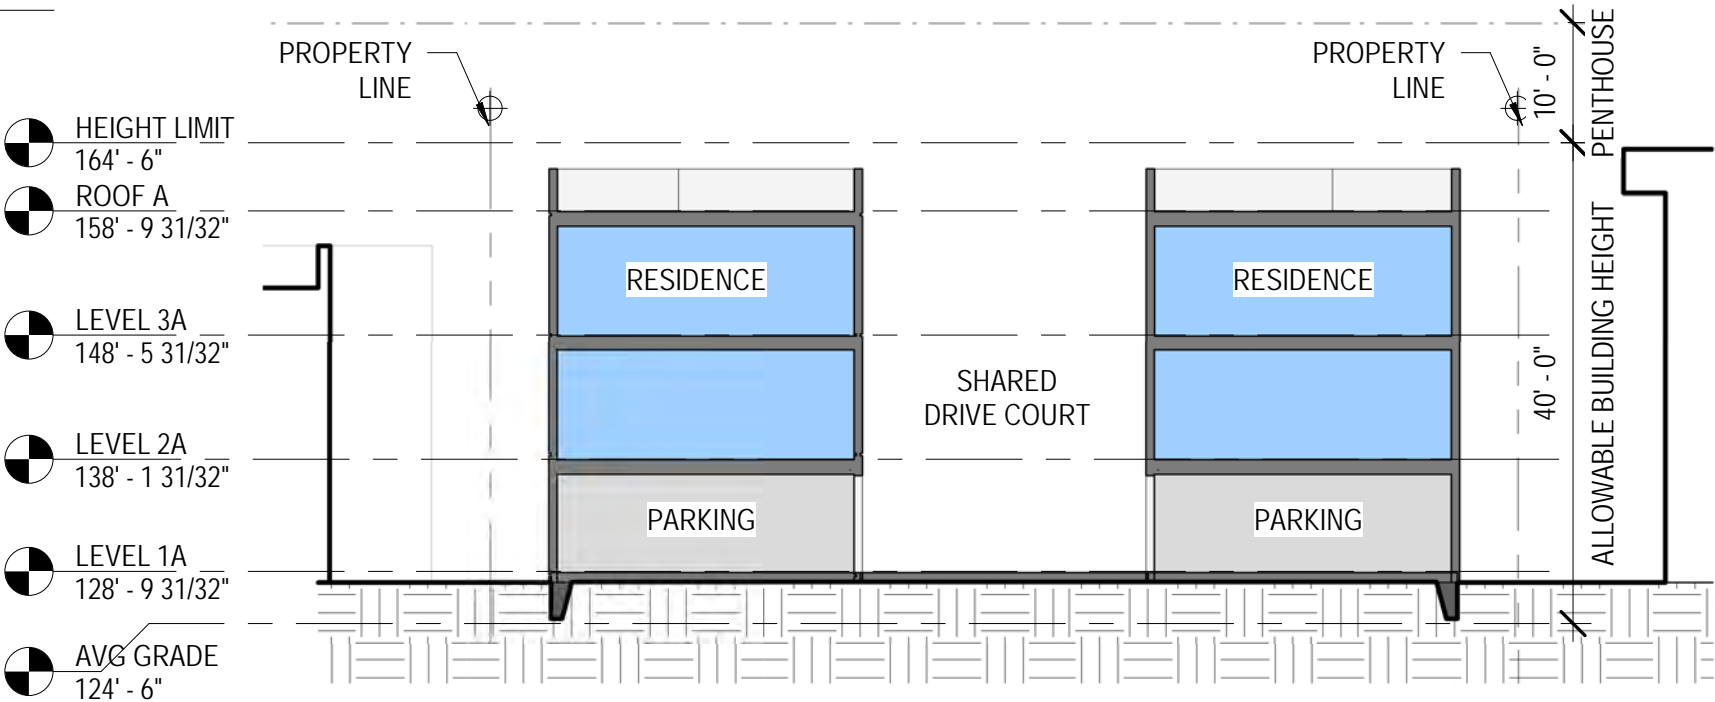 PROPERTY
LINE
PROPERTY
LINE
10' - 0"
PENTHOUSE
HEIGHT LIMIT
164' - 6"
ROOF A
158' - 9 31/32"
RESIDENCE
RESIDENCE
LEVEL 3A
148' - 5 31/32"
SHARED
DRIVE COURT
40' - 0"
ALLOWABLE BUILDING HEIGHT
LEVEL 2A
138' - 1 31/32"
PARKING
PARKING
LEVEL 1A
128' - 9 31/32"
AVG GRADE
124' - 6"